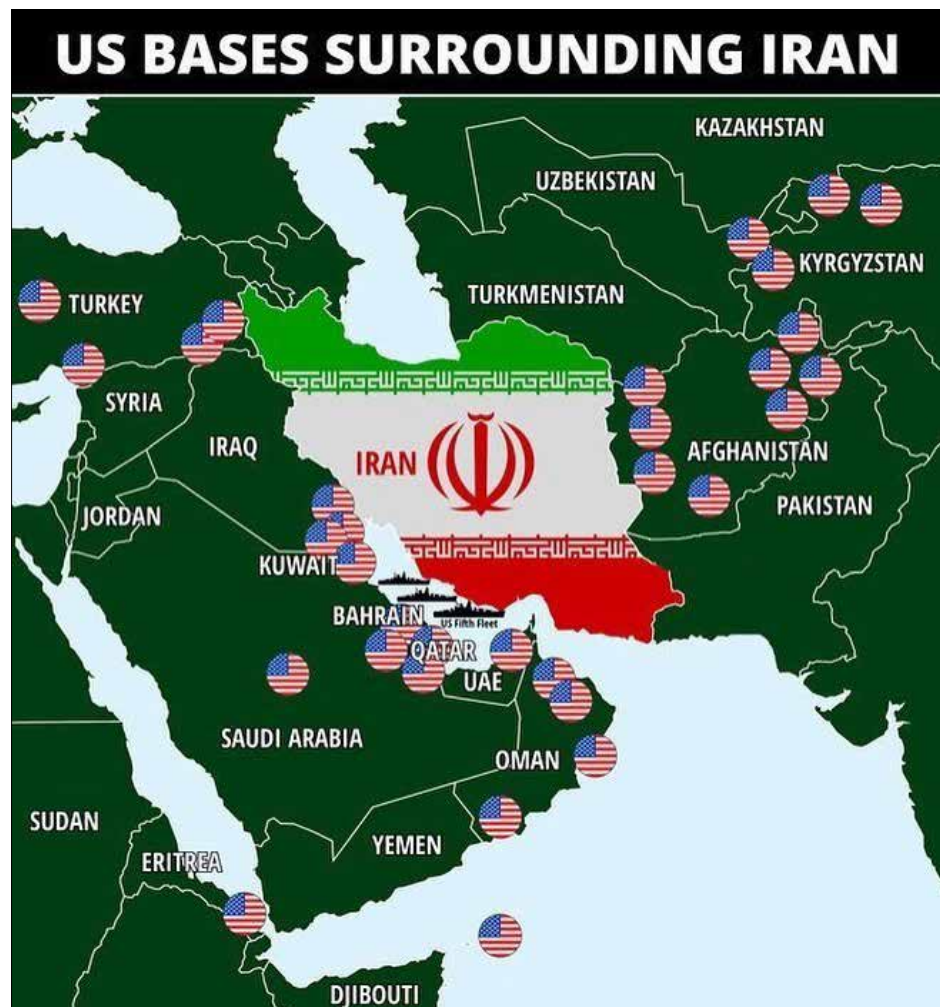 US BASES SURROUNDING IRAN
KAZAKHSTAN
UZBEKISTAN
KYRGYZSTAN
TURKEY
TURKMENISTAN
SYRIA
IRAQ
IRAN
AFGHANISTAN
JORDAN
PAKISTAN
KUWAIT
BAHRAIN
US Fifth Fleet
QATAR
UAE
SAUDI ARABIA
OMAN
SUDAN
YEMEN
ERITREA
DJIBOUTI